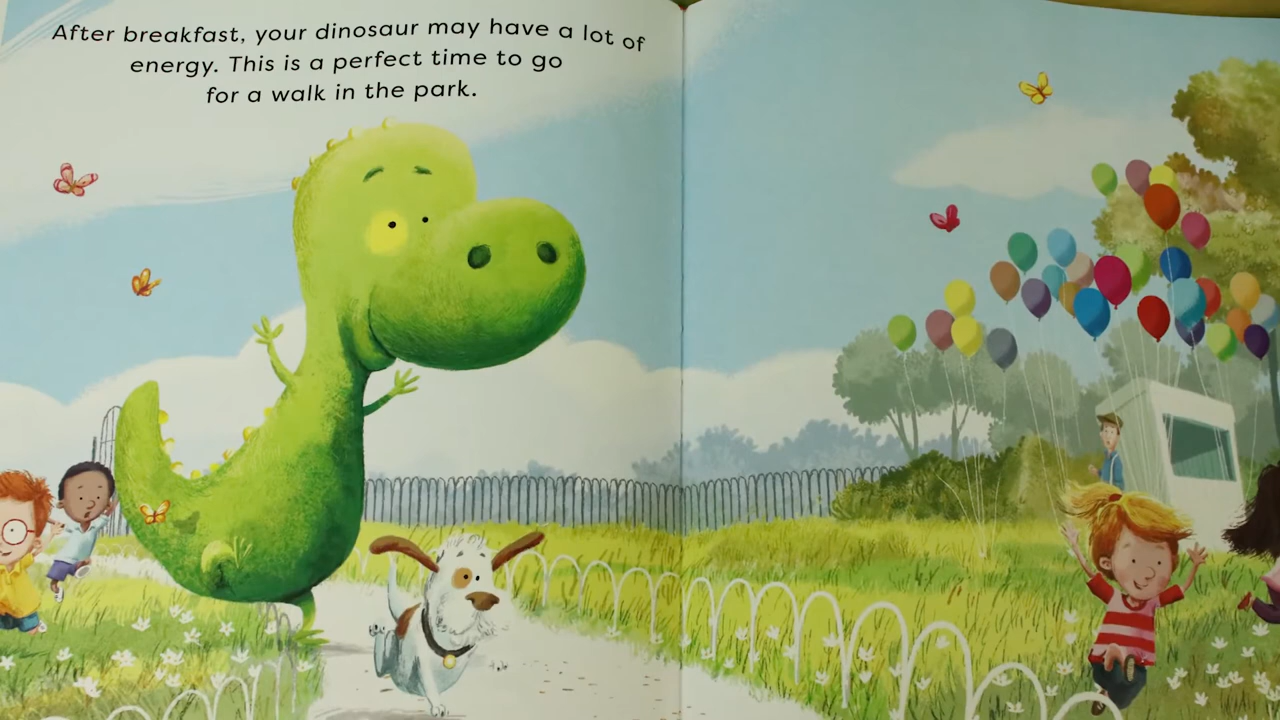 After breakfast, your dinosaur may have a lot of
energy. This is a perfect time to go
for a walk in the park.